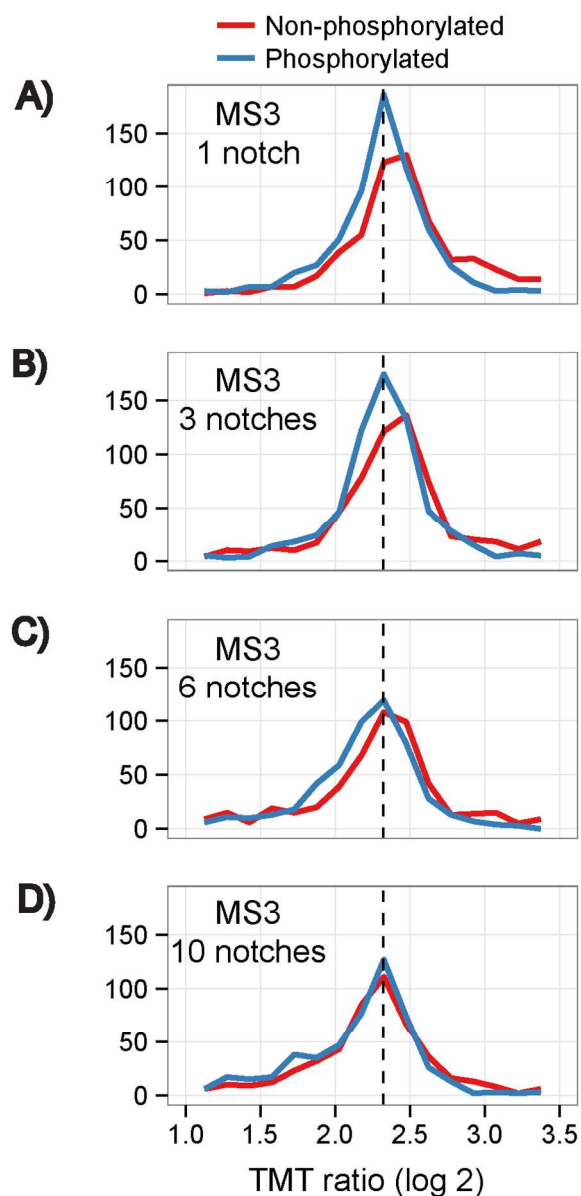 Non-phosphorylated
Phosphorylated
A)
MS3
1 notch
150
100
50
0
B)
MS3
3 notches
150
100
50
0
C)
MS3
6 notches
150
100
50
0
D)
MS3
10 notches
150
100
50
0
1.0 1.5 2.0 2.5 3.0 3.5
TMT ratio (log 2)